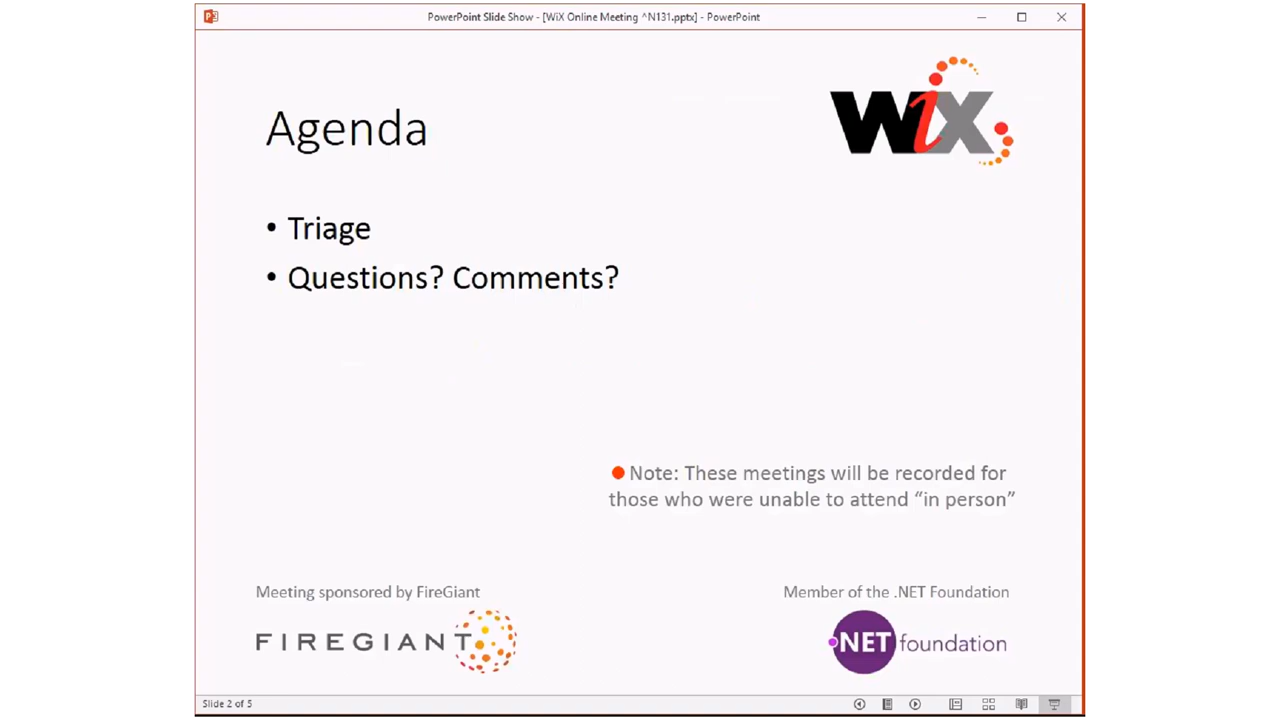 PowerPoint Slide Show - [WiX Online Meeting ^N131.pptx] - PowerPoint
WiX
Agenda
• Triage
• Questions? Comments?
Note: These meetings will be recorded for
those who were unable to attend “in person”
Meeting sponsored by FireGiant
FIREGIANT
Member of the .NET Foundation
.NET foundation
Slide 2 of 5